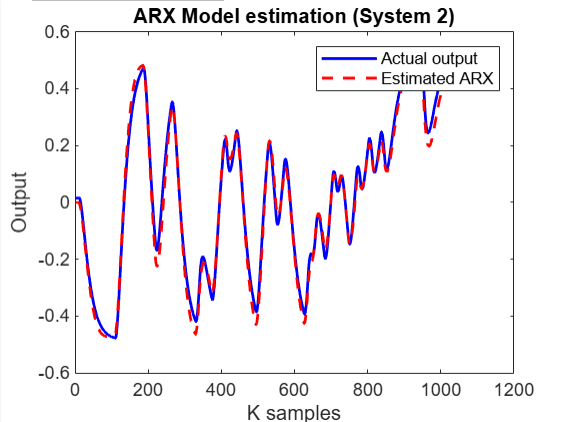 ARX Model estimation (System 2)
0.6
0.4
0.2
0
-0.2
-0.4
-0.6
Output
Actual output
Estimated ARX
0
200
400
600
800
1000
1200
K samples